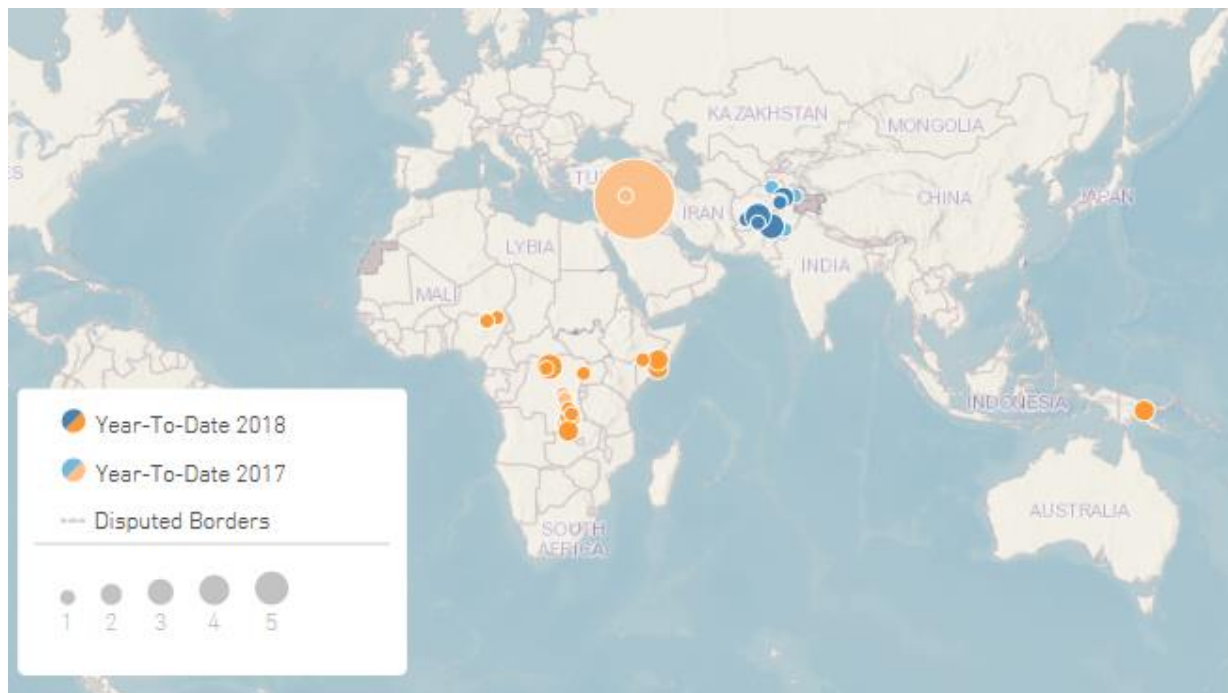 KAZAKHSTAN
MONGOLIA
ES
TU
CHINA
JAPAN
IRAN
LYBIA
INDIA
MALI
INDONESIA
Year-To-Date 2018
Year-To-Date 2017
Disputed Borders
AUSTRALIA
SOUTH
AFRICA
1 2 3 4 5